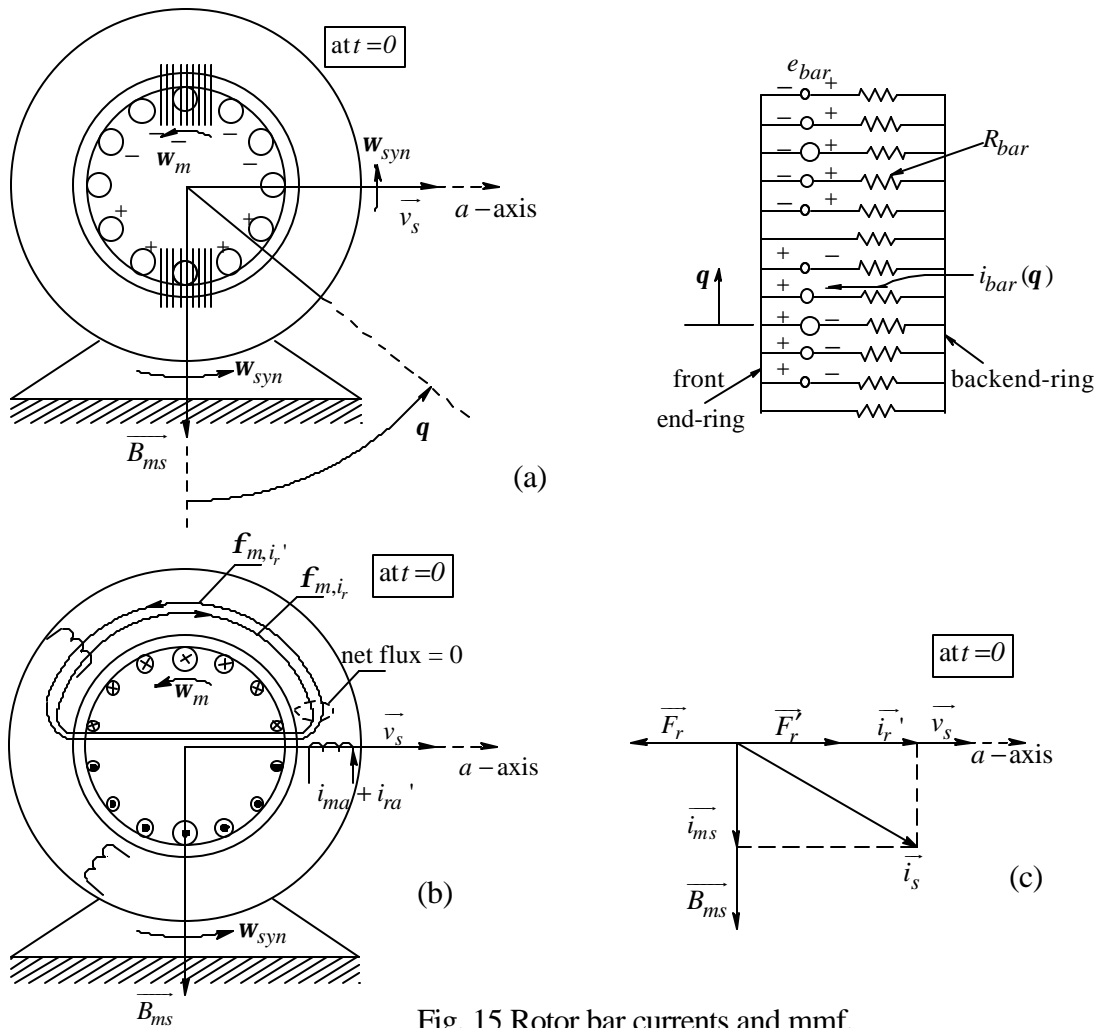 at t = 0
w_m
w_syn
v_s
a – axis
w_syn
B_ms
q
(a)
e_bar
– +
– +
– +
– +
– +
+ –
+ –
+ –
+ –
+ –
R_bar
q
i_bar (q)
front
end-ring
backend-ring
f_m,i_r'
f_m,i_r
at t = 0
net flux = 0
w_m
v_s
a – axis
i_ma + i_ra '
(b)
w_syn
B_ms
at t = 0
F_r
F_r′
i_r '
v_s
a – axis
i_ms
i_s
B_ms
(c)
Fig. 15 Rotor bar currents and mmf.